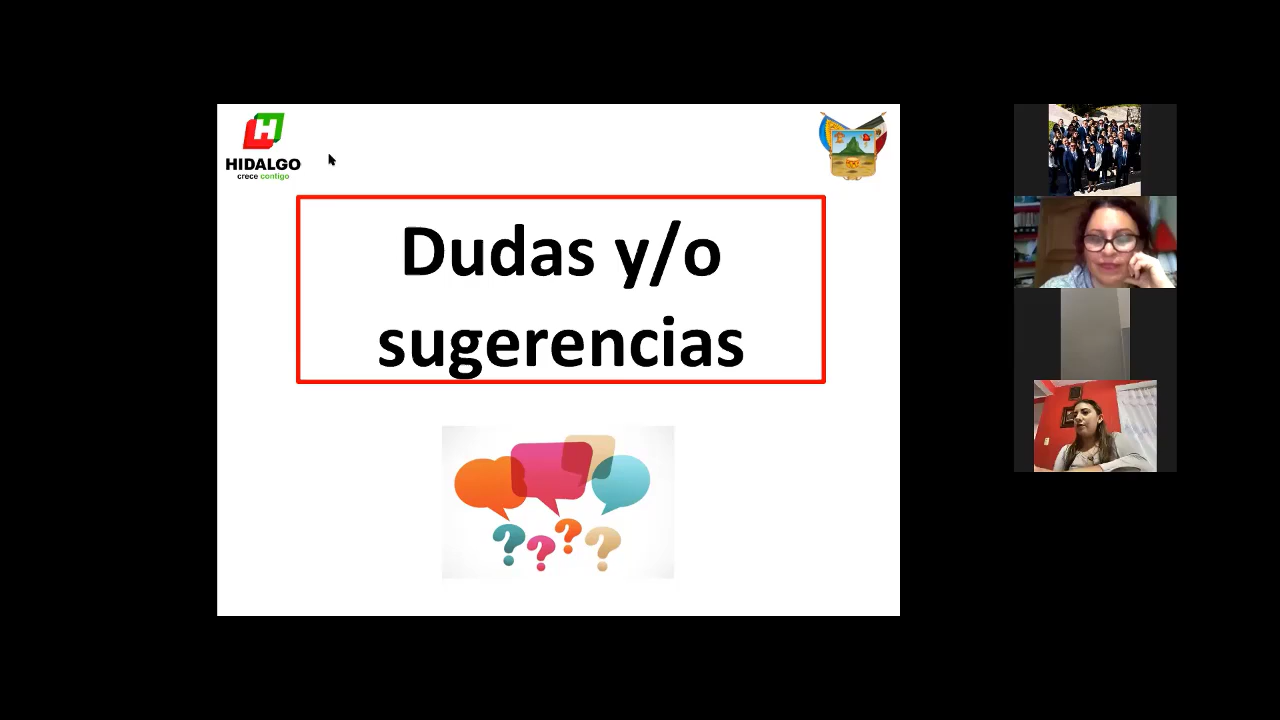 H
HIDALGO
crece contigo
Dudas y/o
sugerencias
? ? ? ?